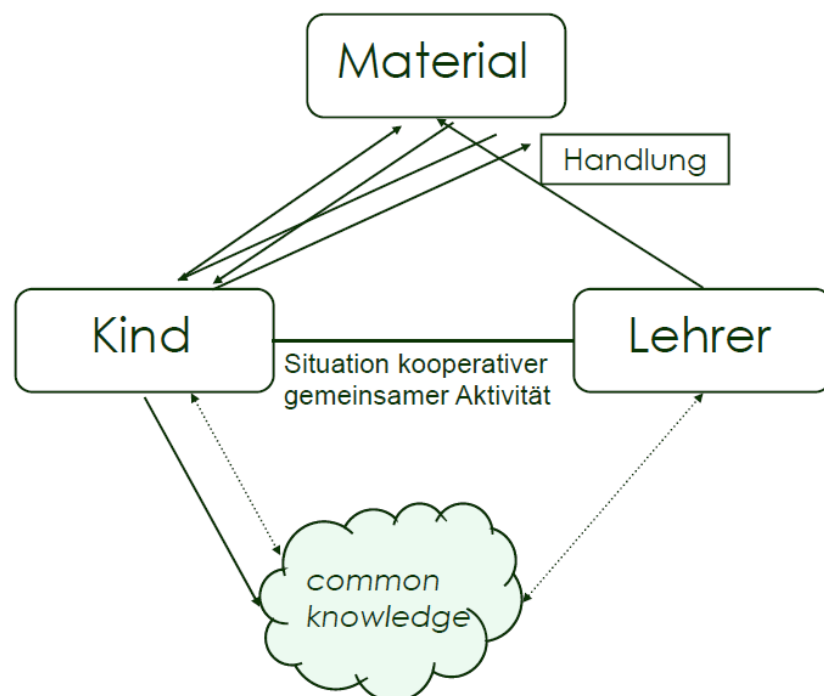 Material
Handlung
Kind
Lehrer
Situation kooperativer
gemeinsamer Aktivität
common
knowledge